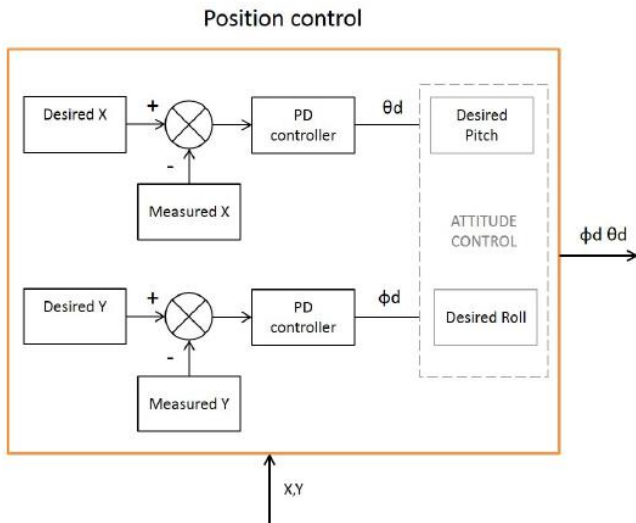 Position control
Desired X
+
-
PD
controller
θd
Desired
Pitch
Measured X
ATTITUDE
CONTROL
ϕd θd
Desired Y
+
-
PD
controller
ϕd
Desired Roll
Measured Y
X,Y